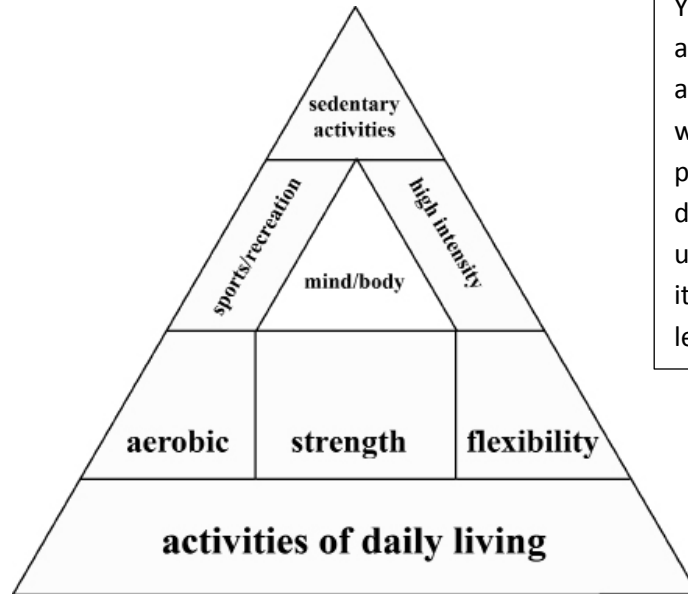 sedentary
activities
sports/recreation
high intensity
mind/body
aerobic
strength
flexibility
activities of daily living